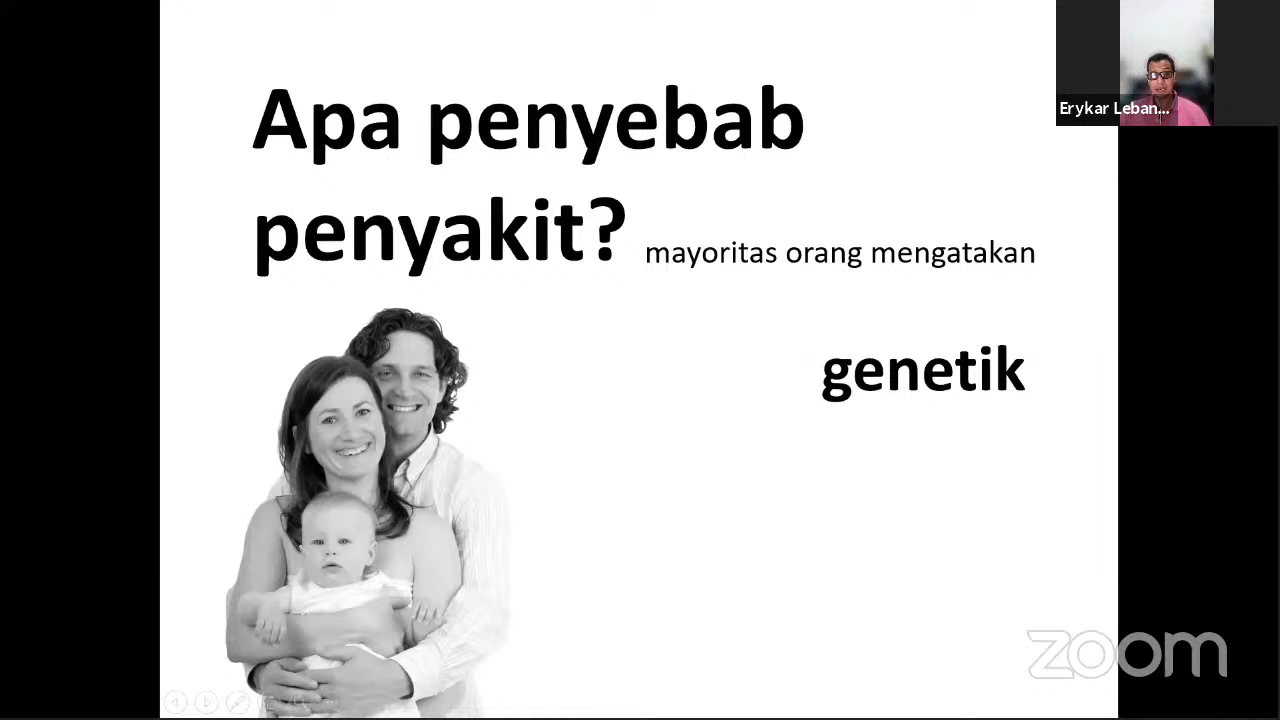 Apa penyebab
penyakit? mayoritas orang mengatakan
genetik
Erykar Leban...
zoom